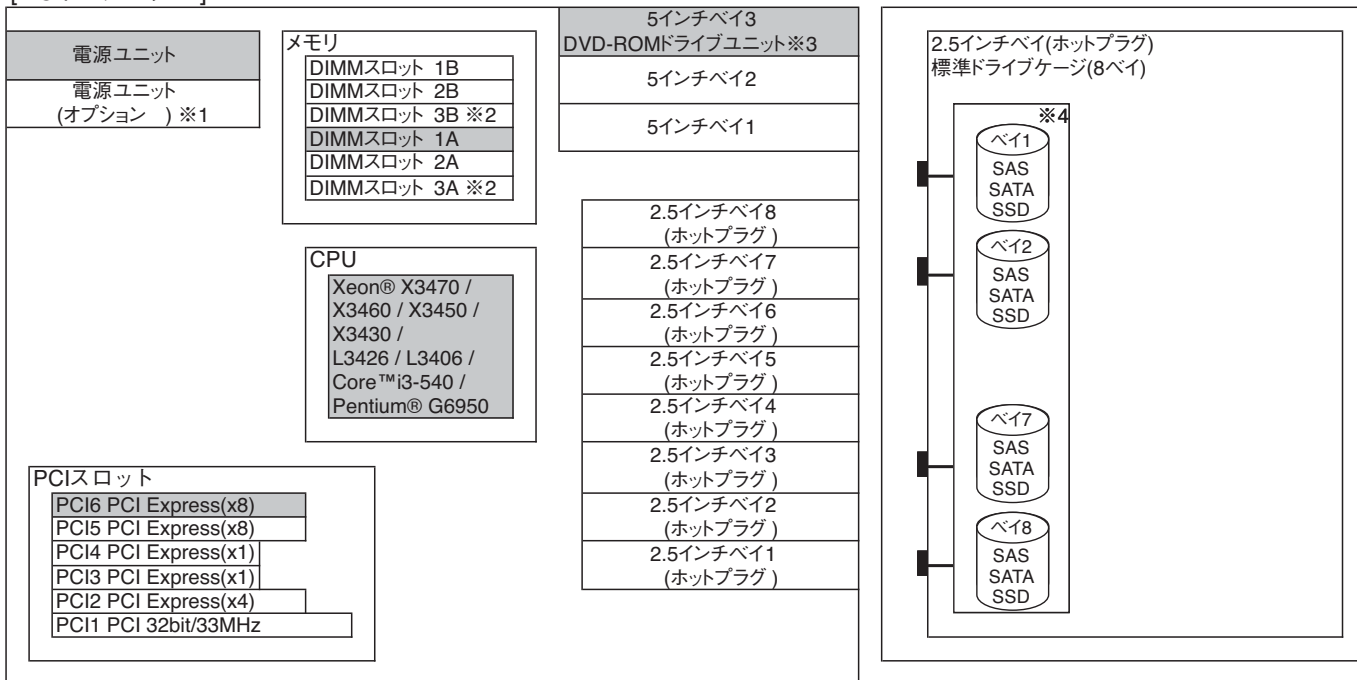 電源ユニット
電源ユニット
(オプション ) ※1
メモリ
DIMMスロット 1B
DIMMスロット 2B
DIMMスロット 3B ※2
DIMMスロット 1A
DIMMスロット 2A
DIMMスロット 3A ※2
CPU
Xeon® X3470 /
X3460 / X3450 /
X3430 /
L3426 / L3406 /
Core™i3-540 /
Pentium® G6950
PCIスロット
PCI6 PCI Express(x8)
PCI5 PCI Express(x8)
PCI4 PCI Express(x1)
PCI3 PCI Express(x1)
PCI2 PCI Express(x4)
PCI1 PCI 32bit/33MHz
5インチベイ3
DVD-ROMドライブユニット※3
5インチベイ2
5インチベイ1
2.5インチベイ8
(ホットプラグ )
2.5インチベイ7
(ホットプラグ )
2.5インチベイ6
(ホットプラグ )
2.5インチベイ5
(ホットプラグ )
2.5インチベイ4
(ホットプラグ )
2.5インチベイ3
(ホットプラグ )
2.5インチベイ2
(ホットプラグ )
2.5インチベイ1
(ホットプラグ )
2.5インチベイ(ホットプラグ)
標準ドライブケージ(8ベイ)
※4
ベイ1
SAS
SATA
SSD
ベイ2
SAS
SATA
SSD
ベイ7
SAS
SATA
SSD
ベイ8
SAS
SATA
SSD